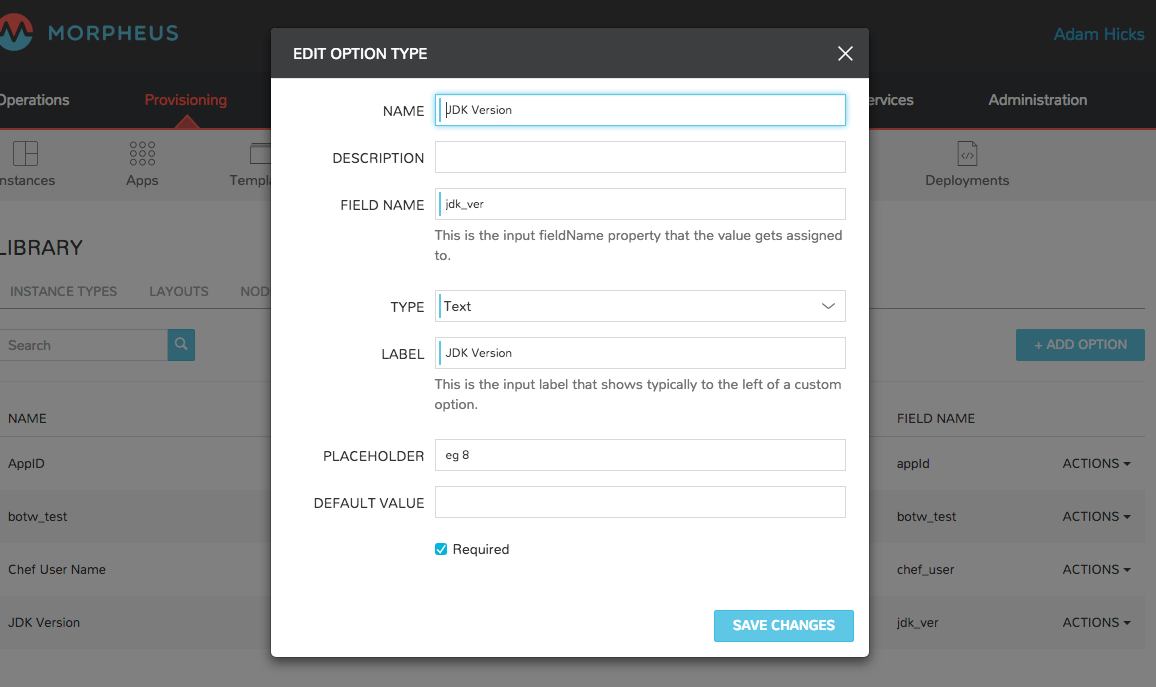 MORPHEUS
Adam Hicks
EDIT OPTION TYPE
Operations
Provisioning
ervices
Administration
nstances
Apps
Templa
Deployments
NAME
JDK Version
DESCRIPTION
FIELD NAME
jdk_ver
This is the input fieldName property that the value gets assigned
to.
TYPE
Text
LABEL
JDK Version
This is the input label that shows typically to the left of a custom
option.
PLACEHOLDER
eg 8
DEFAULT VALUE
Required
SAVE CHANGES
LIBRARY
INSTANCE TYPES
LAYOUTS
NOD
Search
+ ADD OPTION
NAME
FIELD NAME
AppID
appId
ACTIONS
botw_test
botw_test
ACTIONS
Chef User Name
chef_user
ACTIONS
JDK Version
jdk_ver
ACTIONS